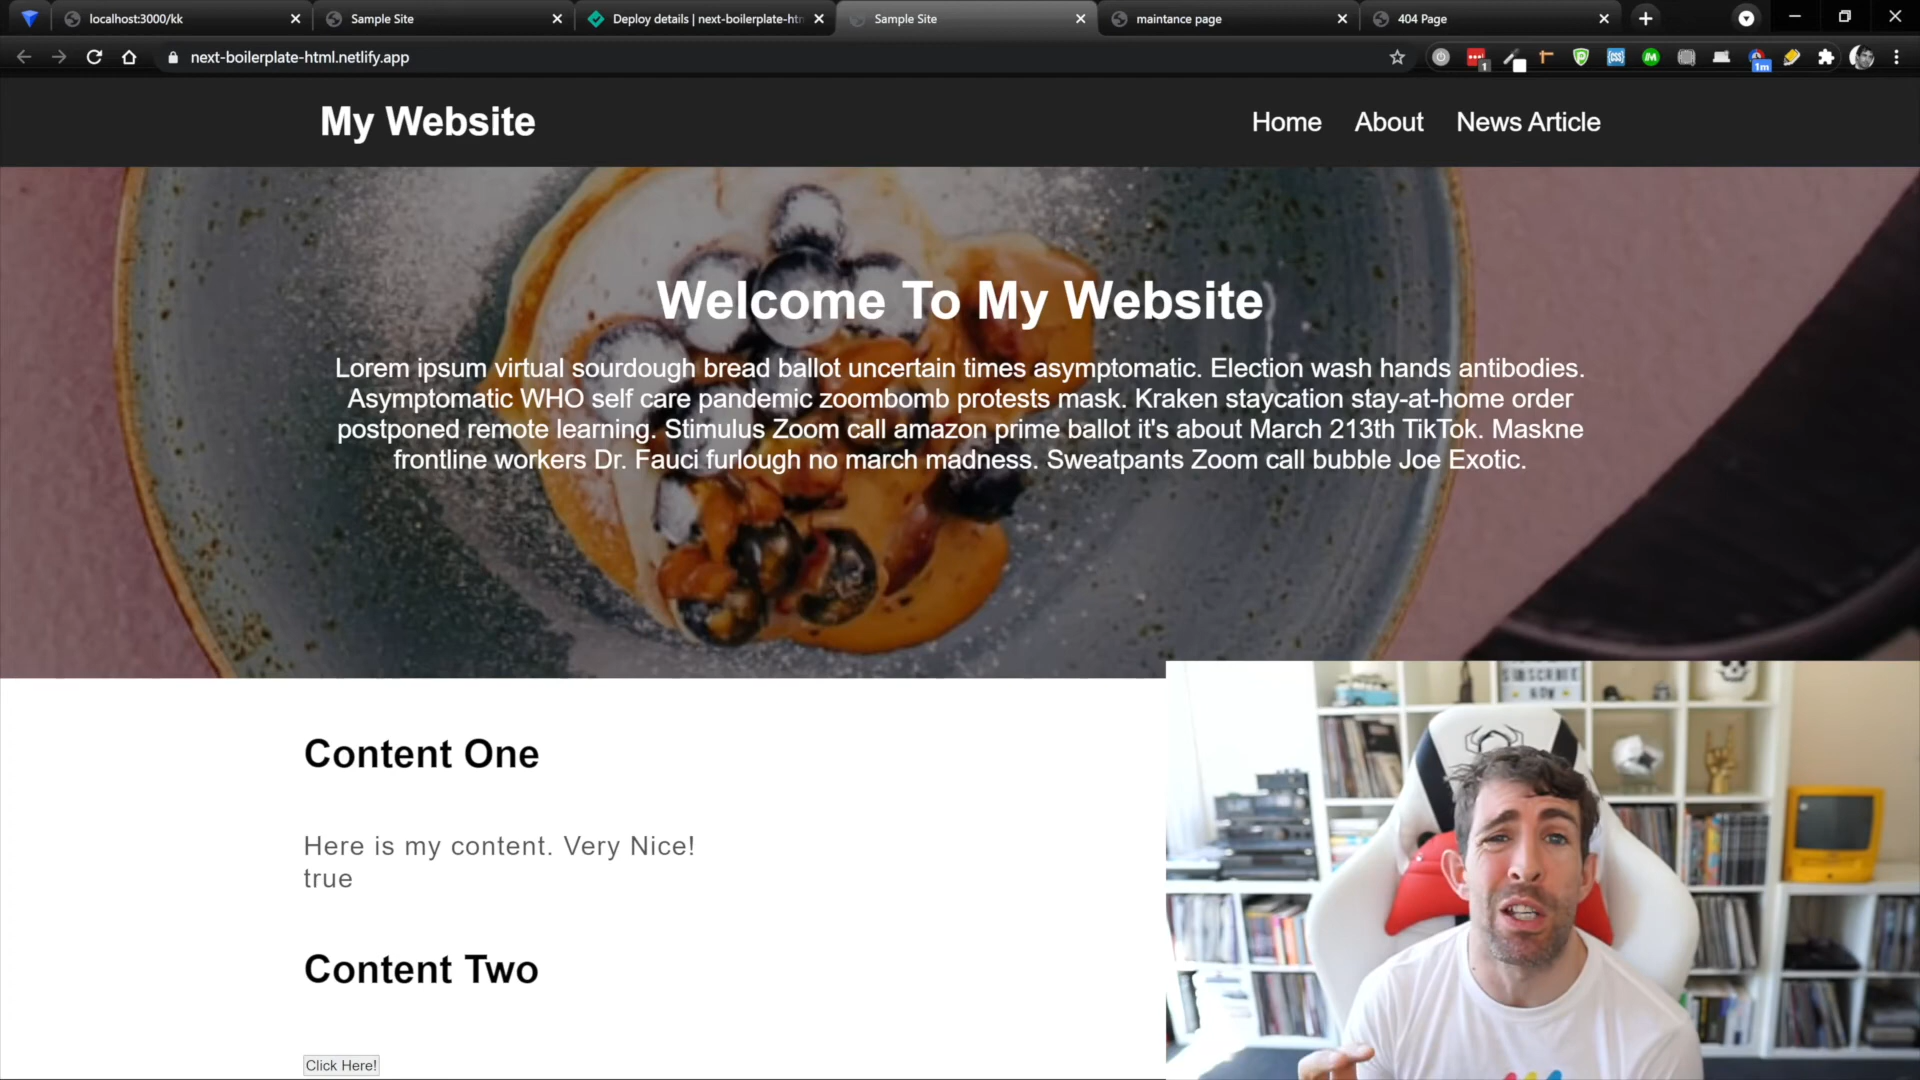 localhost:3000/kk
Sample Site
Deploy details | next-boilerplate-htm
Sample Site
maintance page
404 Page
next-boilerplate-html.netlify.app
1
{CSS}
1m
My Website
Home
About
News Article
Welcome To My Website
Lorem ipsum virtual sourdough bread ballot uncertain times asymptomatic. Election wash hands antibodies.
Asymptomatic WHO self care pandemic zoombomb protests mask. Kraken staycation stay-at-home order
postponed remote learning. Stimulus Zoom call amazon prime ballot it's about March 213th TikTok. Maskne
frontline workers Dr. Fauci furlough no march madness. Sweatpants Zoom call bubble Joe Exotic.
SUBSCRIBE
NOW
Content One
Here is my content. Very Nice!
true
Content Two
Click Here!